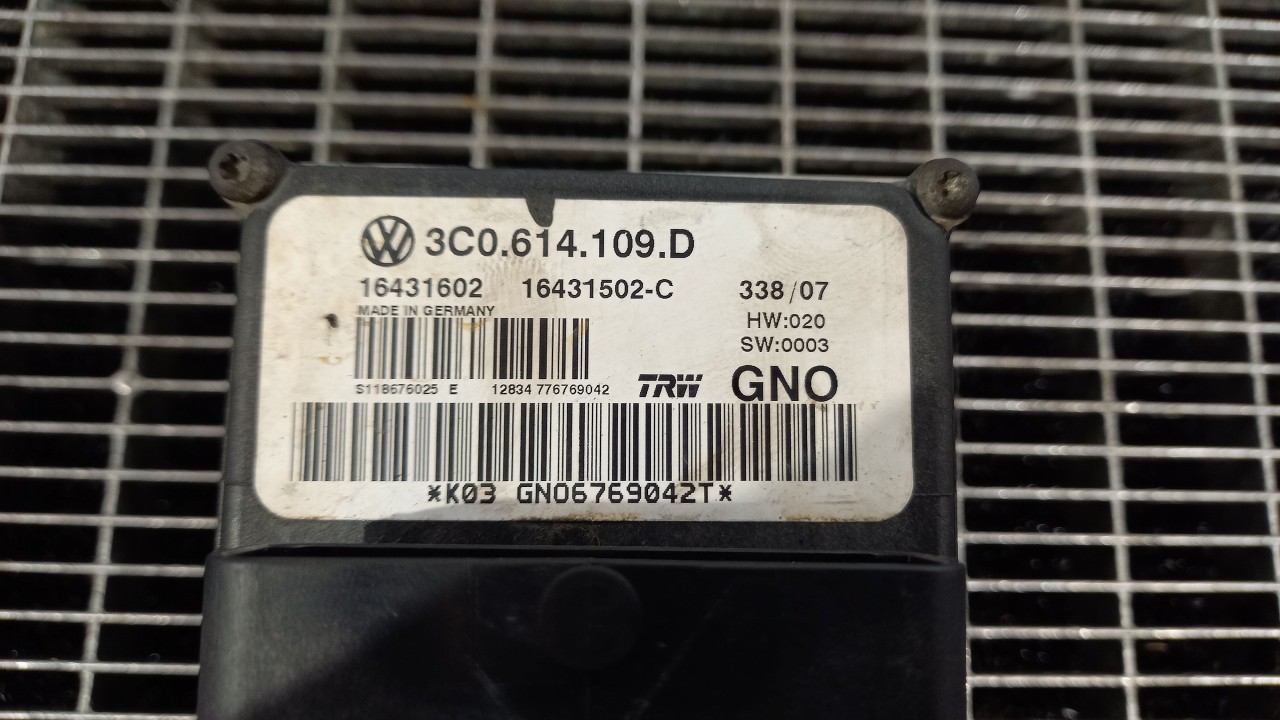 3C0.614.109.D
16431602 16431502-C 338/07
MADE IN GERMANY
HW:020
SW:0003
S118676025 E 12834 776769042 TRW GNO
*K03 GNO6769042T*